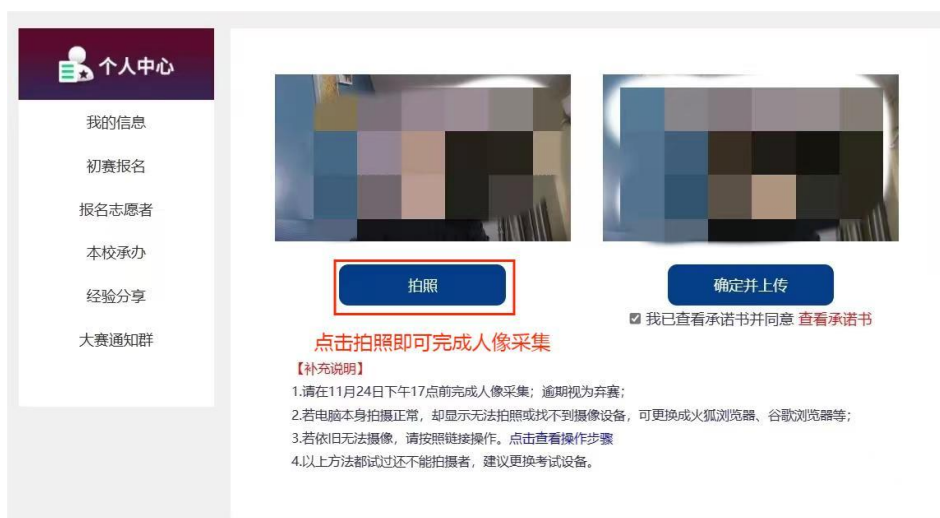 个人中心
我的信息
初赛报名
报名志愿者
本校承办
经验分享
大赛通知群
拍照
确定并上传
我已查看承诺书并同意 查看承诺书
点击拍照即可完成人像采集
【补充说明】
1.请在11月24日下午17点前完成人像采集；逾期视为弃赛；
2.若电脑本身拍摄正常，却显示无法拍照或找不到摄像设备，可更换成火狐浏览器、谷歌浏览器等；
3.若依旧无法摄像，请按照链接操作。点击查看操作步骤
4.以上方法都试过还不能拍摄者，建议更换考试设备。